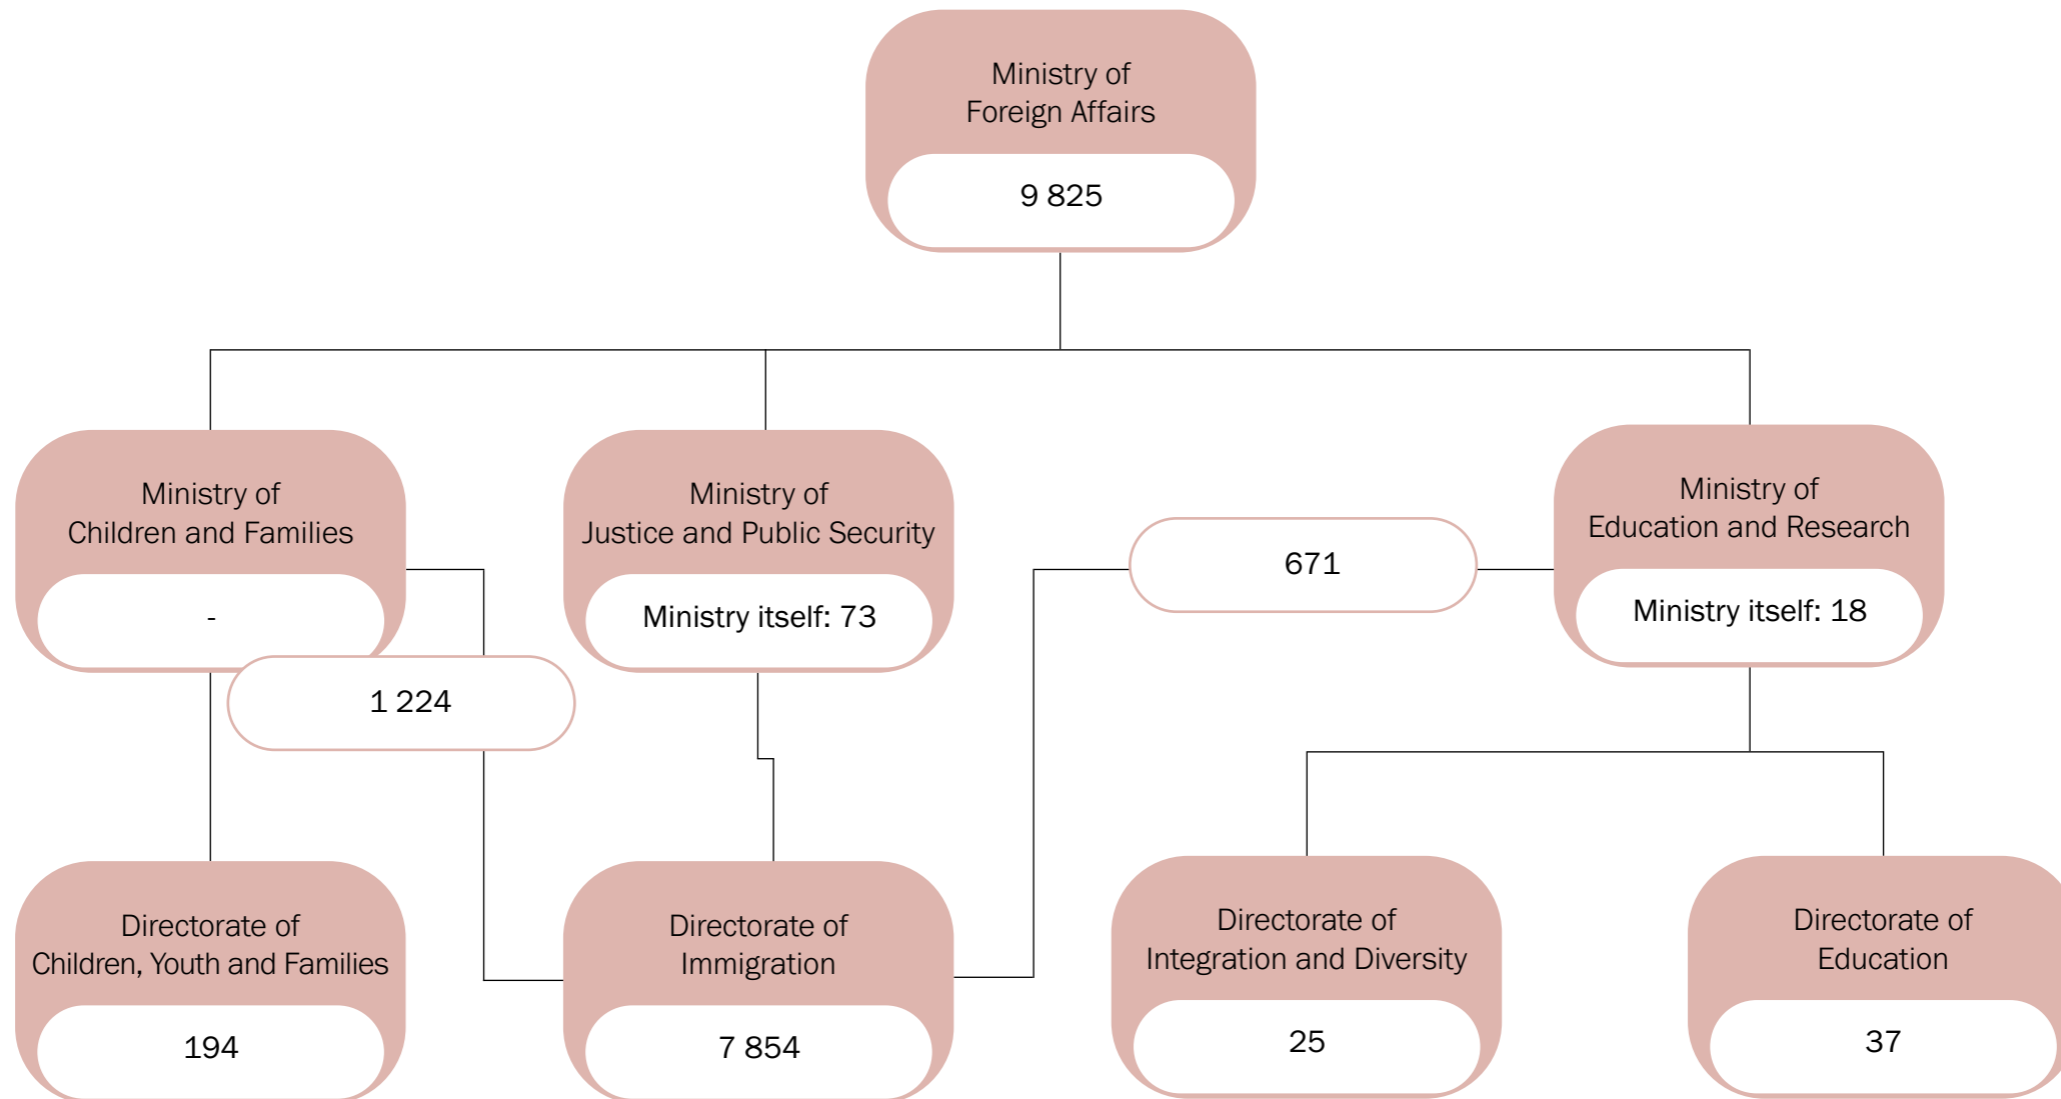 Ministry of
Foreign Affairs
9 825
Ministry of
Children and Families
-
Ministry of
Justice and Public Security
Ministry itself: 73
Ministry of
Education and Research
Ministry itself: 18
671
1 224
Directorate of
Children, Youth and Families
194
Directorate of
Immigration
7 854
Directorate of
Integration and Diversity
25
Directorate of
Education
37